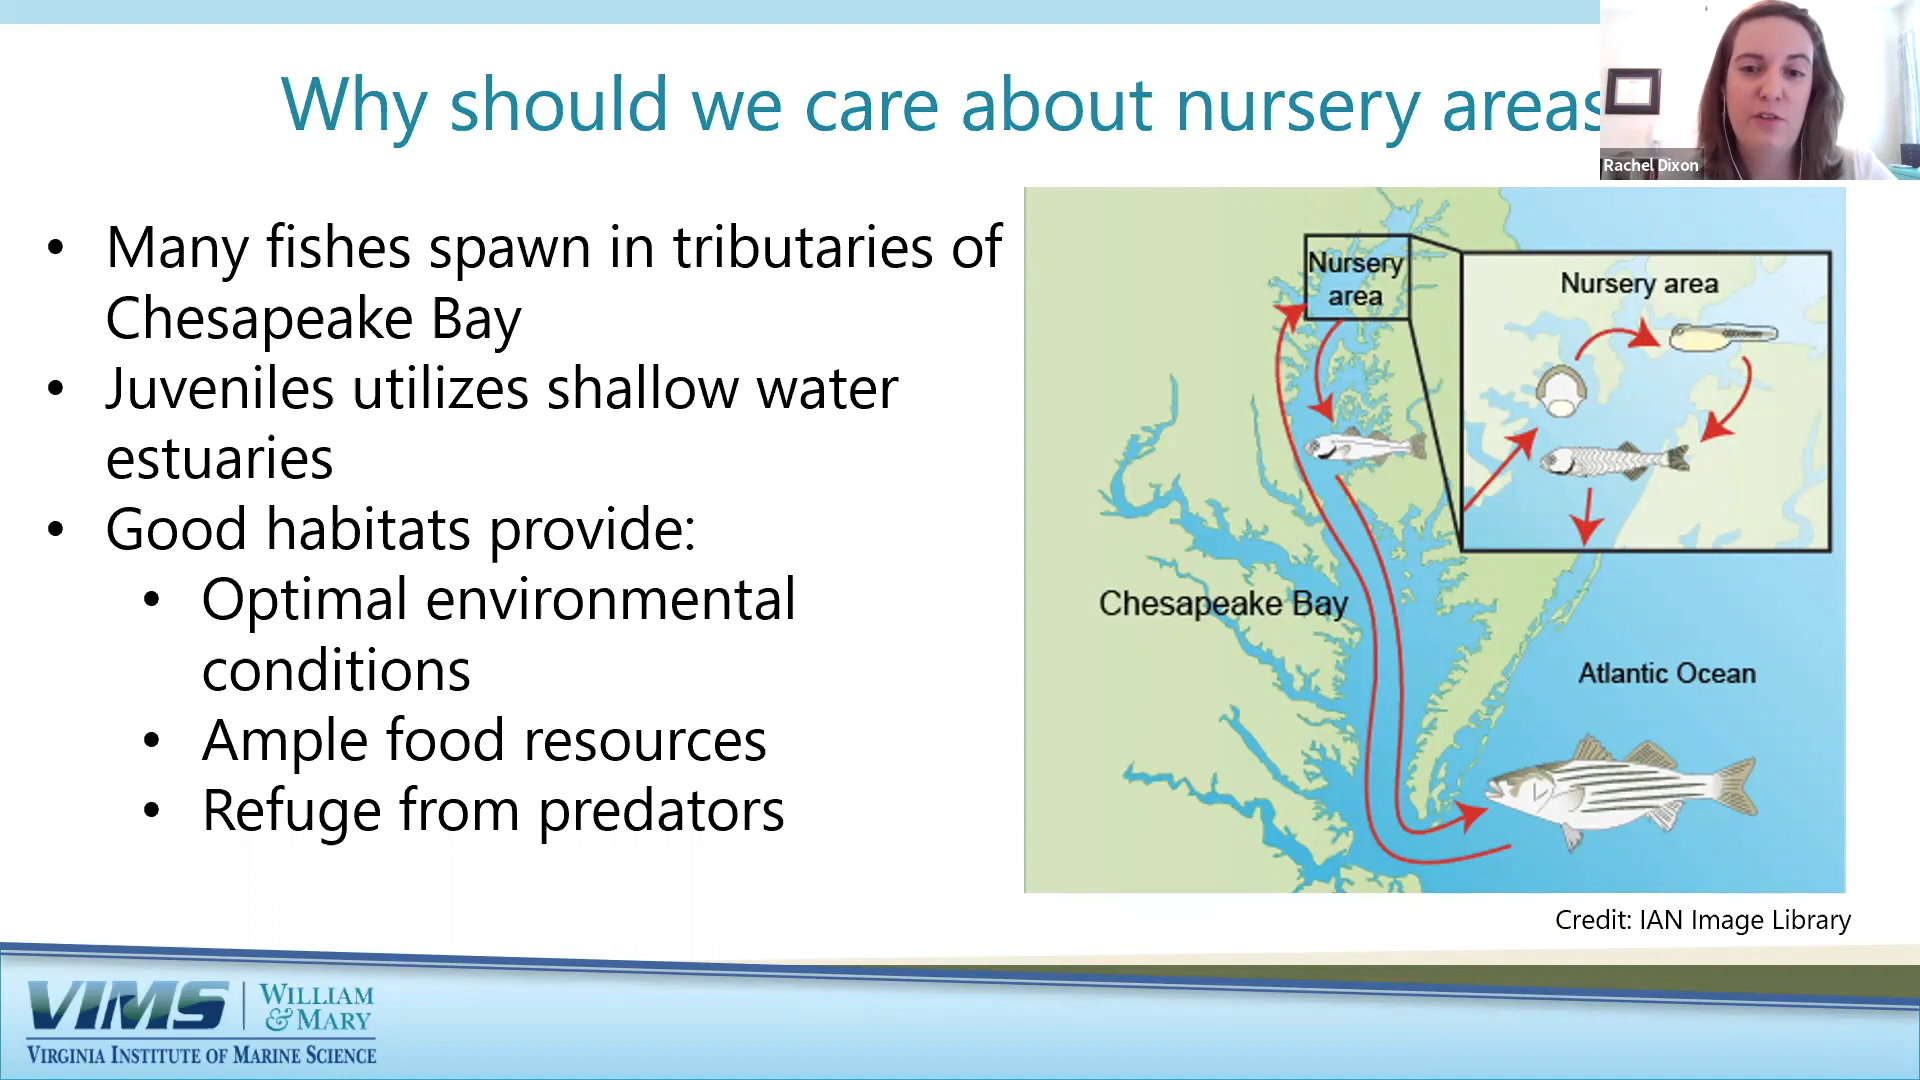 Why should we care about nursery areas
Rachel Dixon
• Many fishes spawn in tributaries of
Chesapeake Bay
• Juveniles utilizes shallow water
estuaries
• Good habitats provide:
• Optimal environmental
conditions
• Ample food resources
• Refuge from predators
Nursery
area
Nursery area
Chesapeake Bay
Atlantic Ocean
Credit: IAN Image Library
VIMS
WILLIAM
& MARY
VIRGINIA INSTITUTE OF MARINE SCIENCE